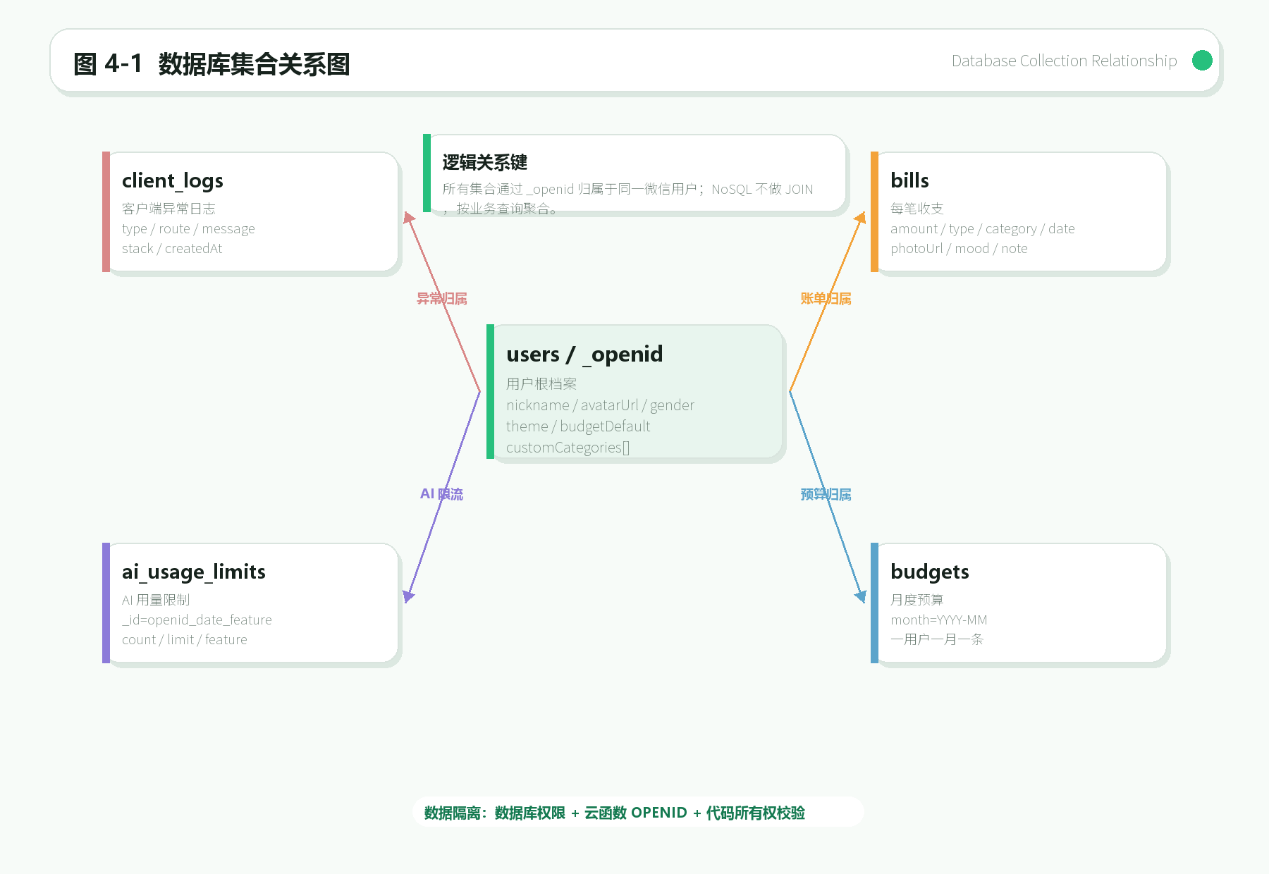 图 4-1 数据库集合关系图
Database Collection Relationship
client_logs
客户端异常日志
type / route / message
stack / createdAt
逻辑关系键
所有集合通过 _openid 归属于同一微信用户；NoSQL 不做 JOIN
，按业务查询聚合。
bills
每笔收支
amount / type / category / date
photoUrl / mood / note
异常归属
账单归属
users / _openid
用户根档案
nickname / avatarUrl / gender
theme / budgetDefault
customCategories[]
AI 限流
预算归属
ai_usage_limits
AI 用量限制
_id=openid_date_feature
count / limit / feature
budgets
月度预算
month=YYYY-MM
一用户一月一条
数据隔离：数据库权限 + 云函数 OPENID + 代码所有权校验